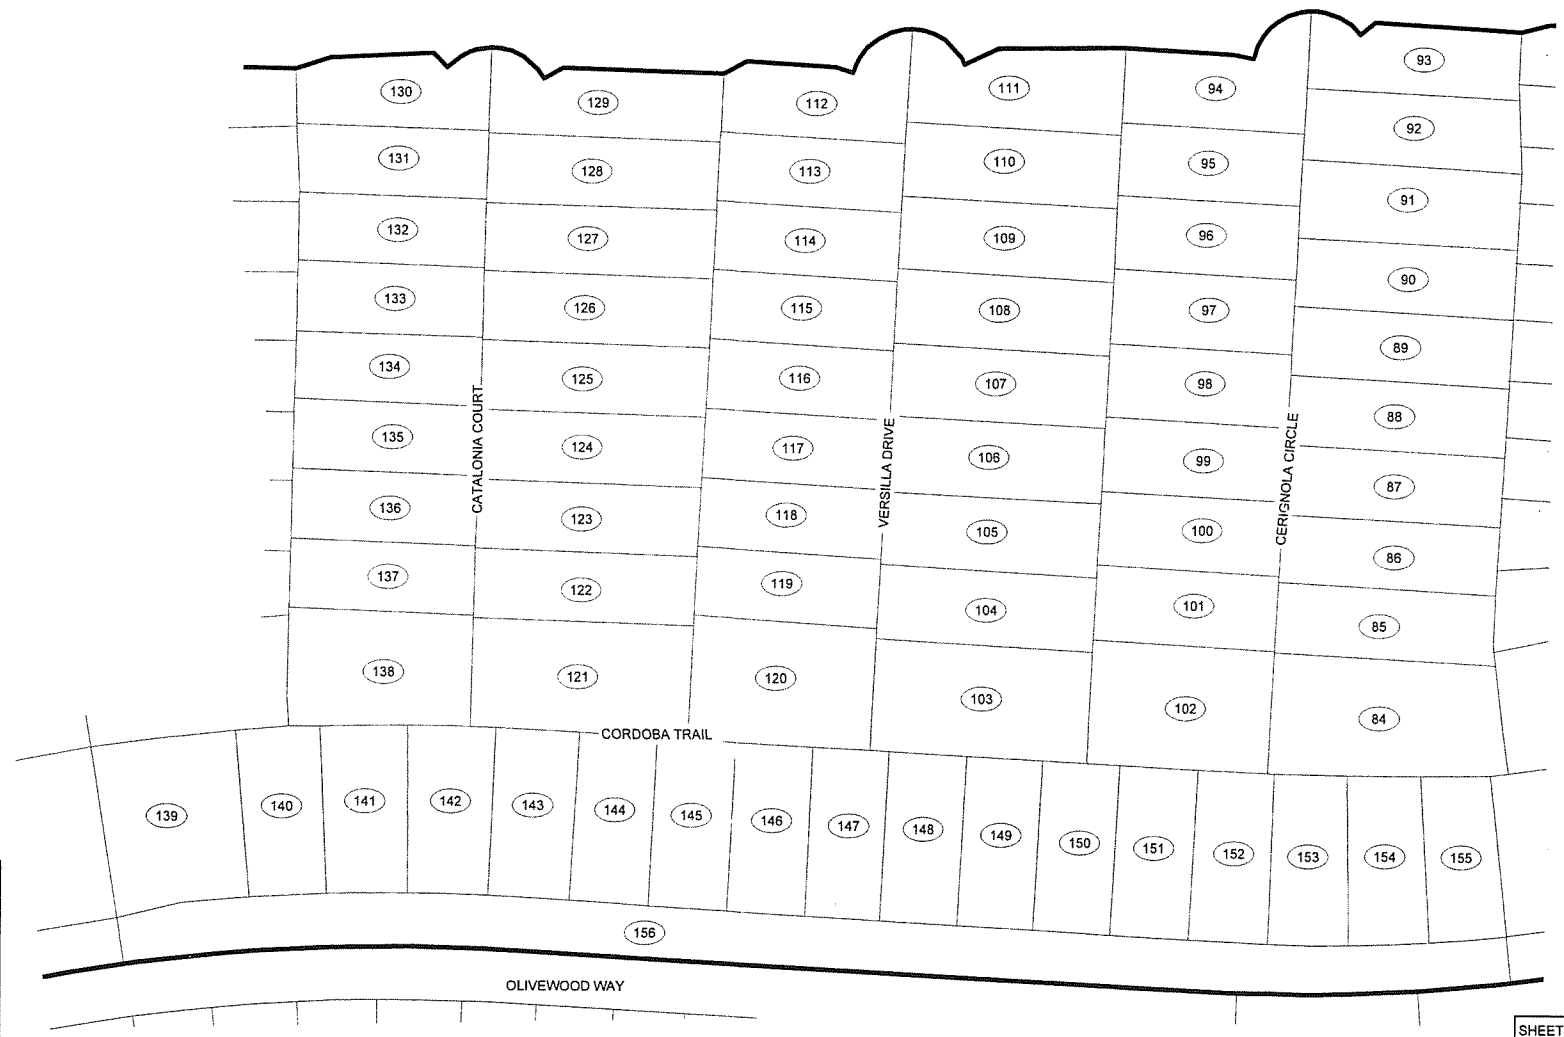 93
130 129 112 111 94
92
131 128 113 110 95
91
132 127 114 109 96
90
133 126 115 108 97
89
134 125 116 107 98
88
135 124 117 106 99
87
136 123 118 105 100
86
137 122 119 104 101
85
138 121 120 103 102 84
CATALONIA COURT
VERSILLA DRIVE
CERIGNOLA CIRCLE
CORDOBA TRAIL
139 140 141 142 143 144 145 146 147 148 149 150 151 152 153 154 155
156
OLIVEWOOD WAY
SHEET